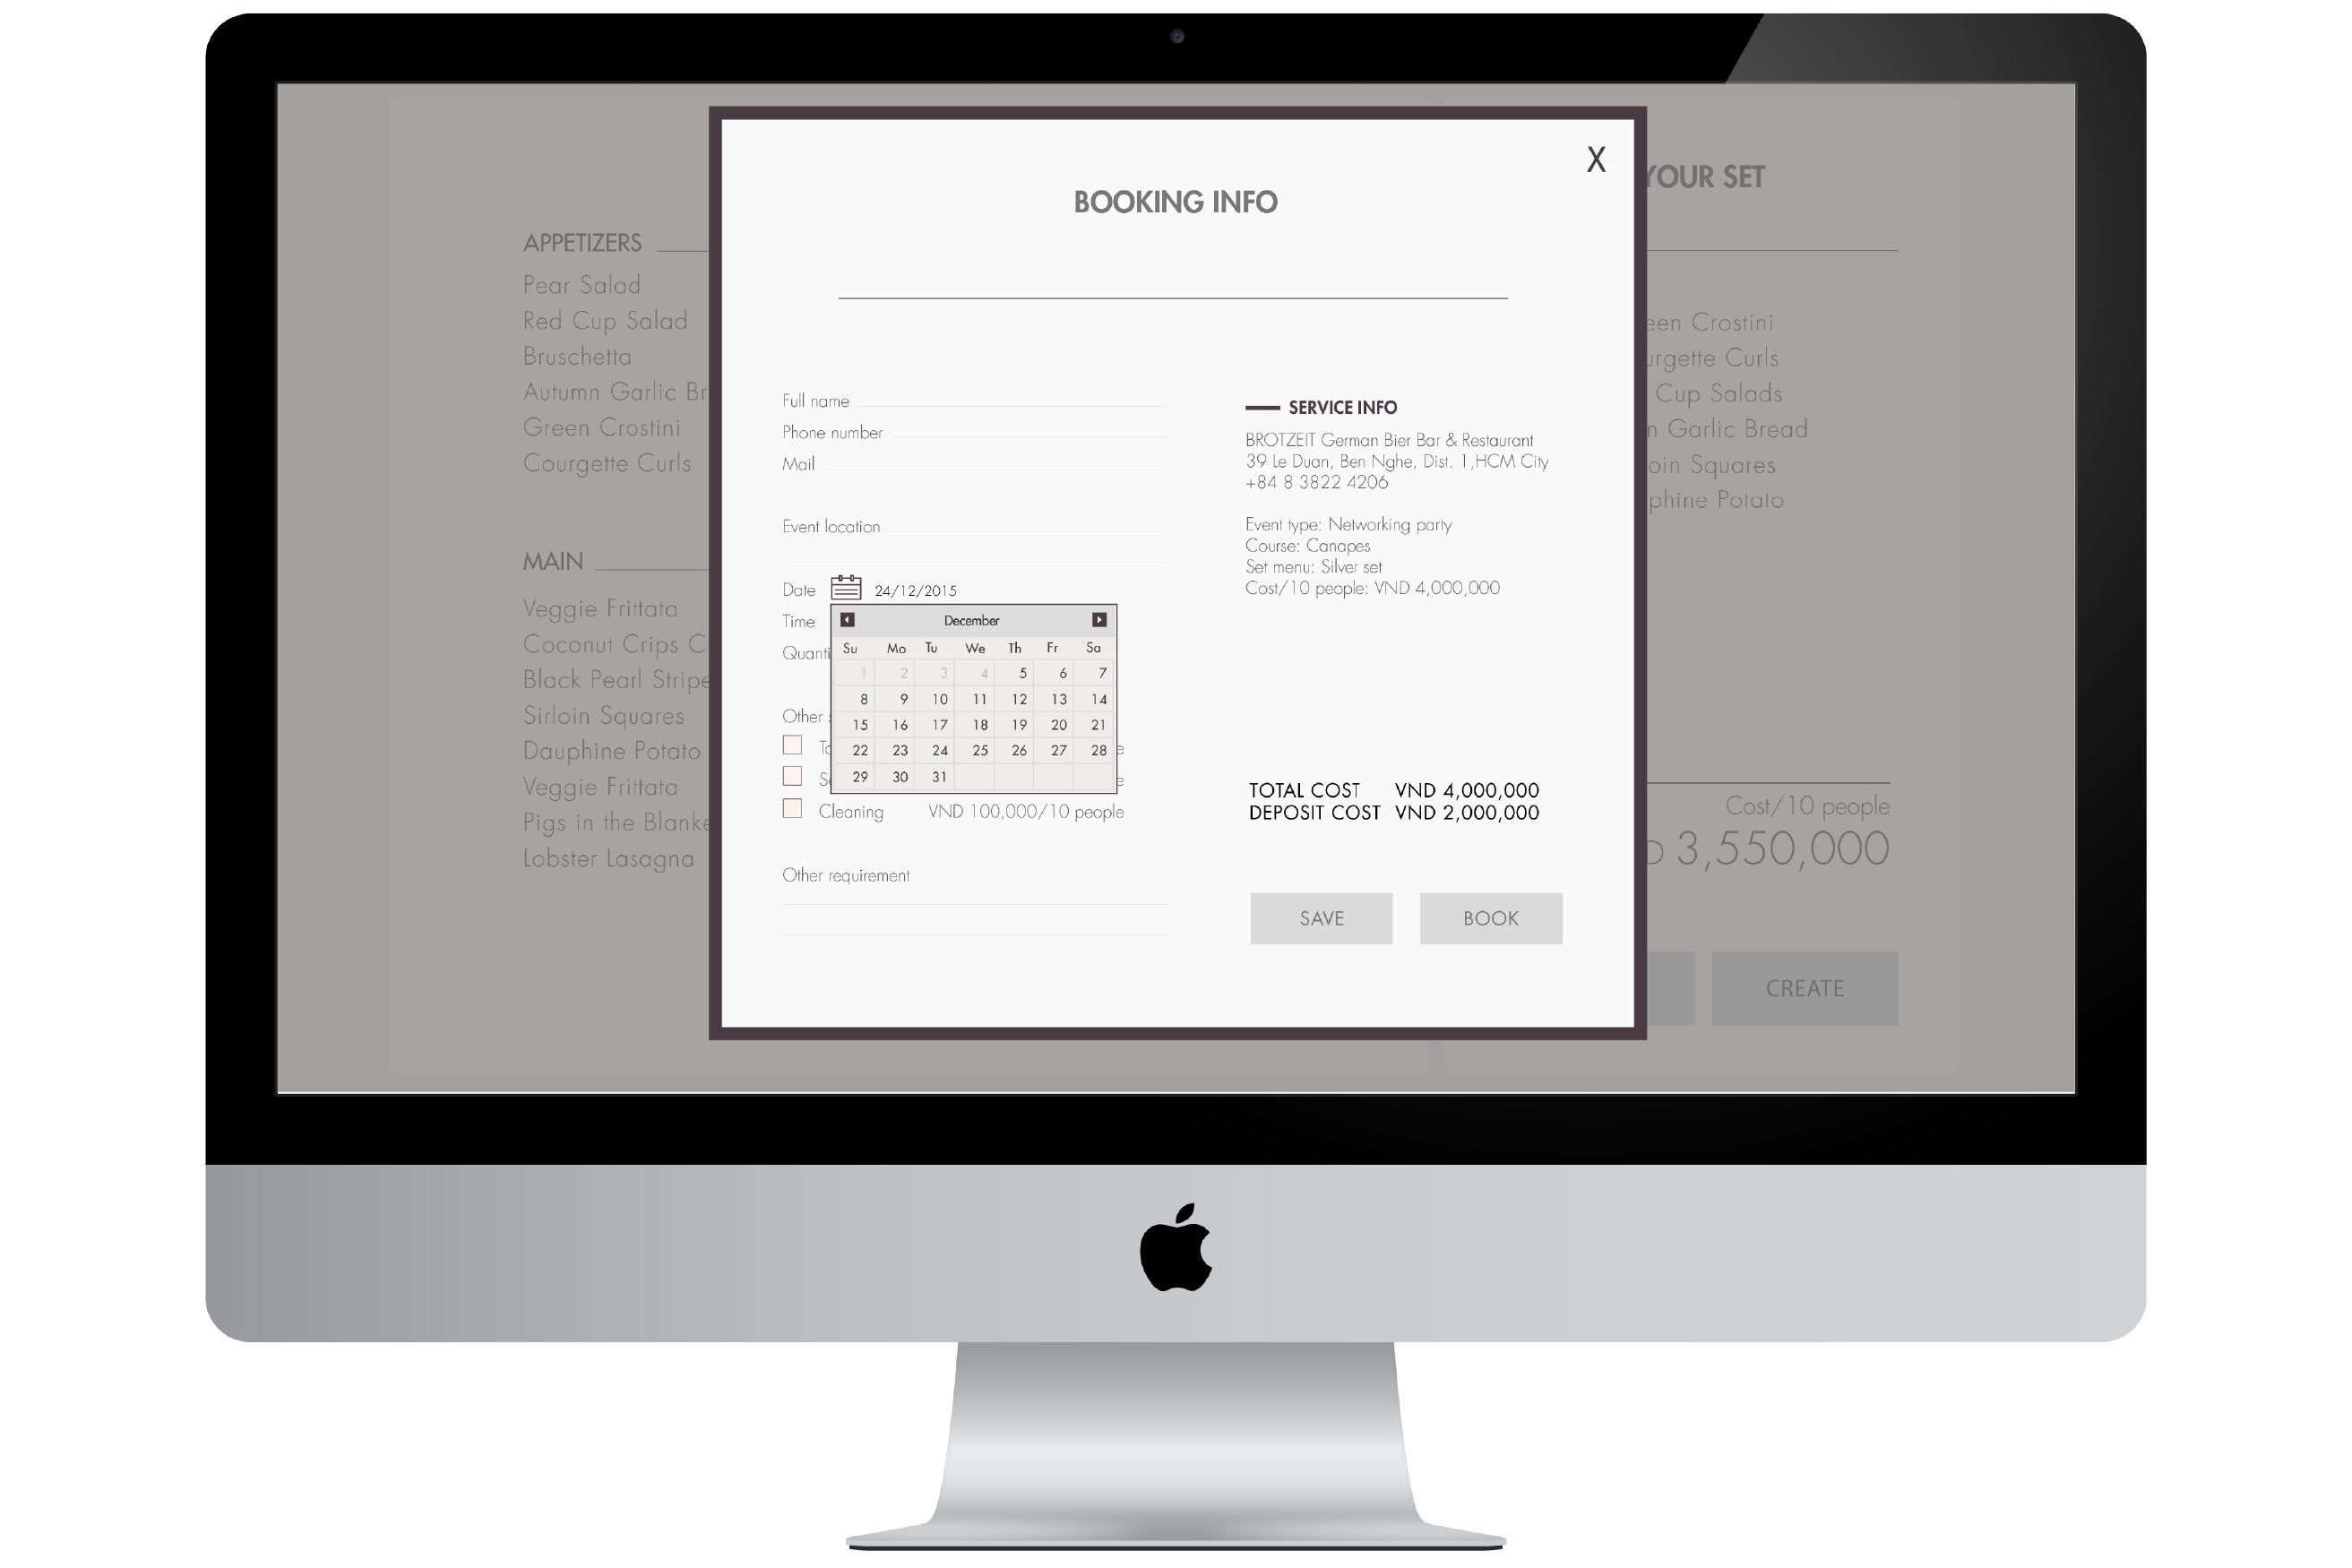 BOOKING INFO
X
Full name
Phone number
Mail
Event location
Date 24/12/2015
Time
December
Su Mo Tu We Th Fr Sa
1 2 3 4 5 6 7
8 9 10 11 12 13 14
15 16 17 18 19 20 21
22 23 24 25 26 27 28
29 30 31
Other
Cleaning VND 100,000/10 people
Other requirement
SERVICE INFO
BROTZEIT German Bier Bar & Restaurant
39 Le Duan, Ben Nghe, Dist. 1,HCM City
+84 8 3822 4206
Event type: Networking party
Course: Canapes
Set menu: Silver set
Cost/10 people: VND 4,000,000
TOTAL COST VND 4,000,000
DEPOSIT COST VND 2,000,000
SAVE
BOOK
APPETIZERS
Pear Salad
Red Cup Salad
Bruschetta
Autumn Garlic
Green Crostini
Courgette Curls
MAIN
Veggie Frittata
Coconut Crips
Black Pearl
Sirloin Squares
Dauphine Potato
Veggie Frittata
Pigs in the
Lobster Lasagna
YOUR SET
Crostini
Curls
Cup Salads
Garlic Bread
Squares
Potato
Cost/10 people
3,550,000
CREATE